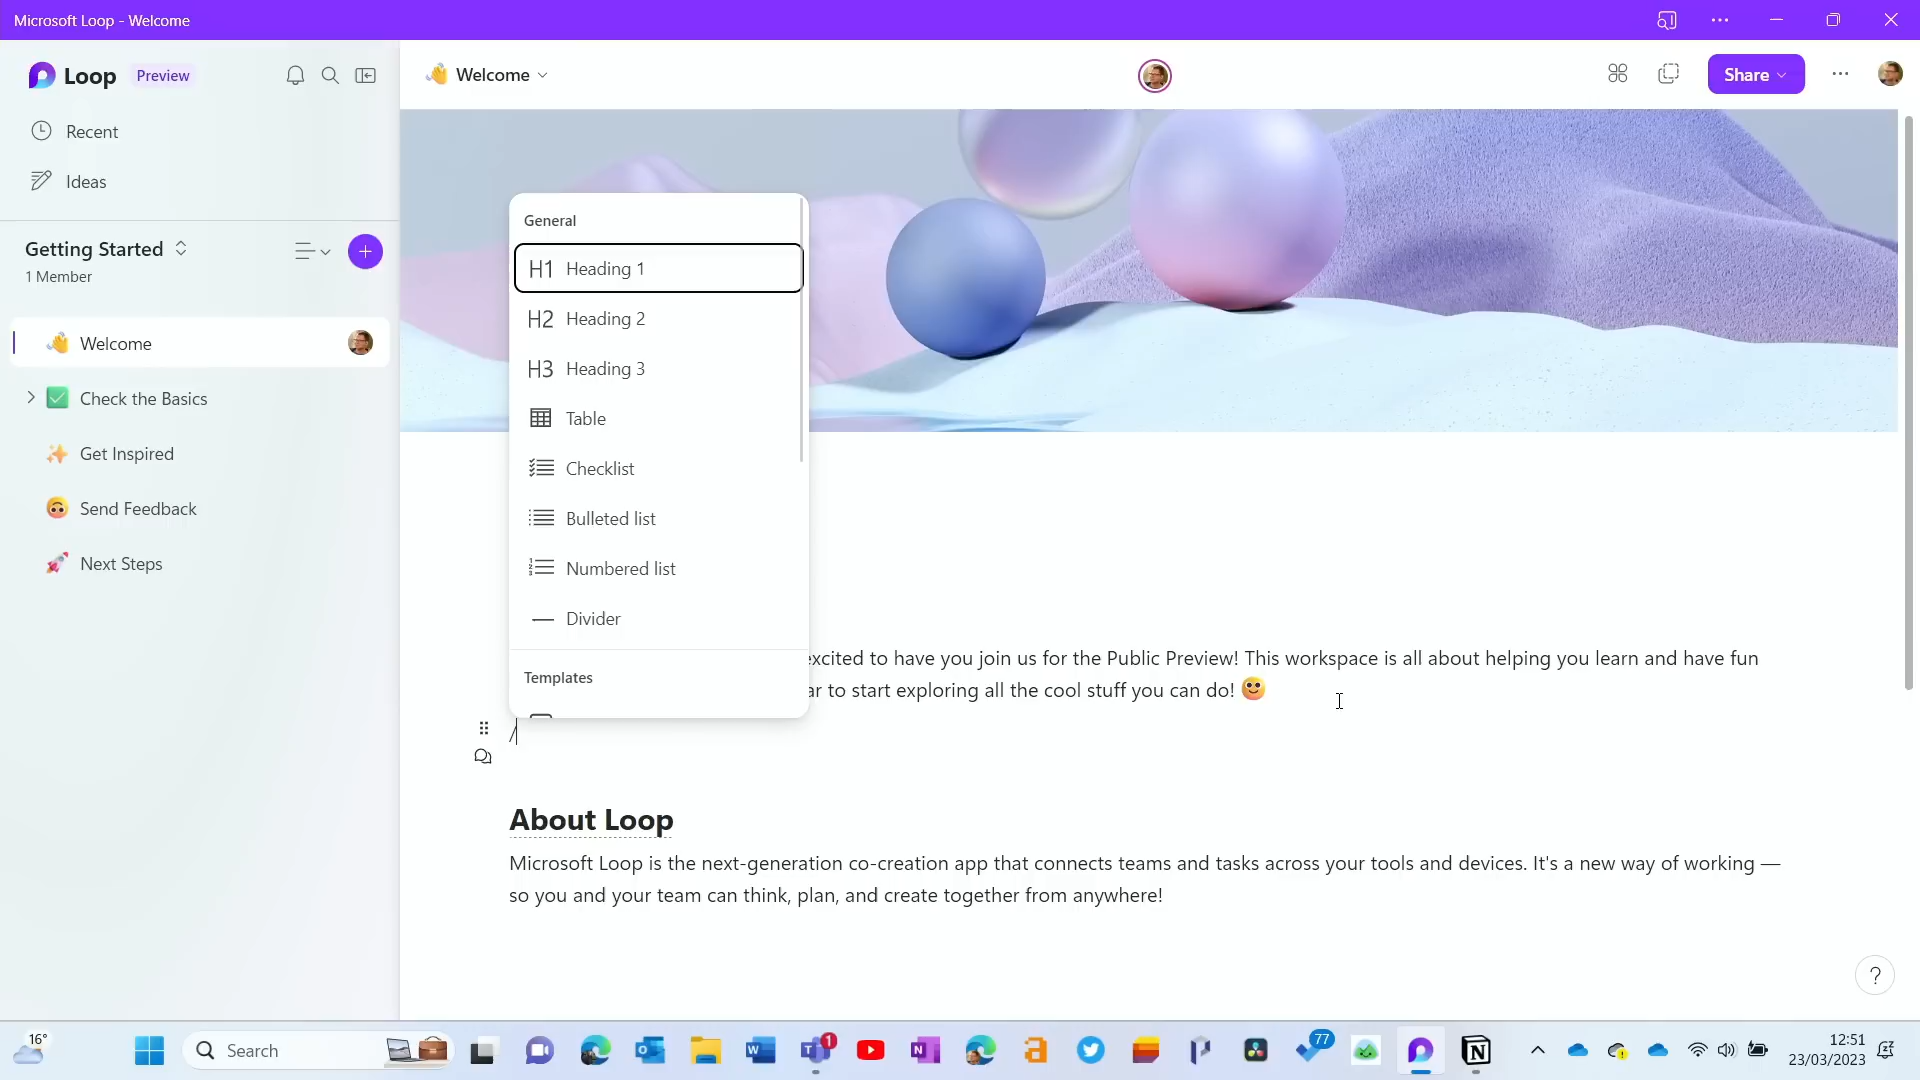 Microsoft Loop - Welcome
Loop Preview
Welcome
Share
Recent
Ideas
Getting Started
1 Member
Welcome
Check the Basics
Get Inspired
Send Feedback
Next Steps
General
H1 Heading 1
H2 Heading 2
H3 Heading 3
Table
Checklist
Bulleted list
Numbered list
Divider
Templates
excited to have you join us for the Public Preview! This workspace is all about helping you learn and have fun
to start exploring all the cool stuff you can do!
/
About Loop
Microsoft Loop is the next-generation co-creation app that connects teams and tasks across your tools and devices. It's a new way of working —
so you and your team can think, plan, and create together from anywhere!
?
16°
Search
1
77
12:51
23/03/2023